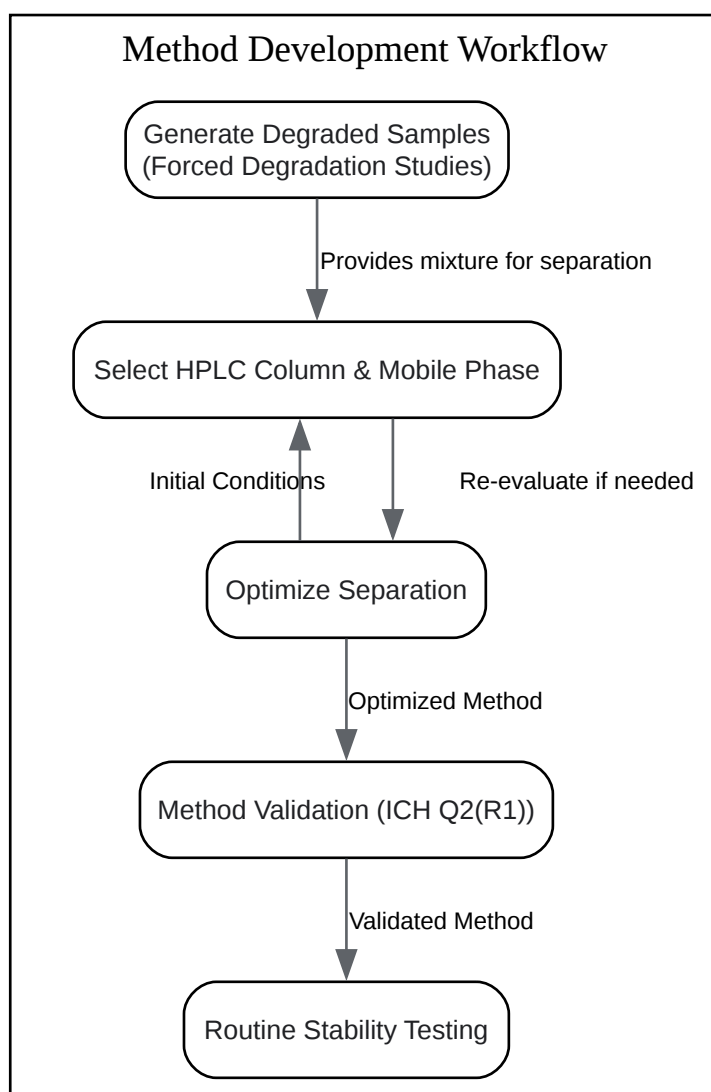 Method Development Workflow
Generate Degraded Samples
(Forced Degradation Studies)
Provides mixture for separation
Select HPLC Column & Mobile Phase
Initial Conditions
Re-evaluate if needed
Optimize Separation
Optimized Method
Method Validation (ICH Q2(R1))
Validated Method
Routine Stability Testing